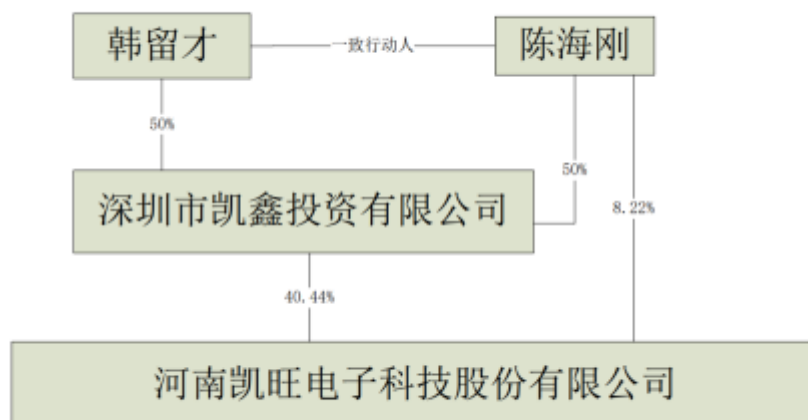 韩留才
一致行动人
陈海刚
50%
50%
深圳市凯鑫投资有限公司
8.22%
40.44%
河南凯旺电子科技股份有限公司